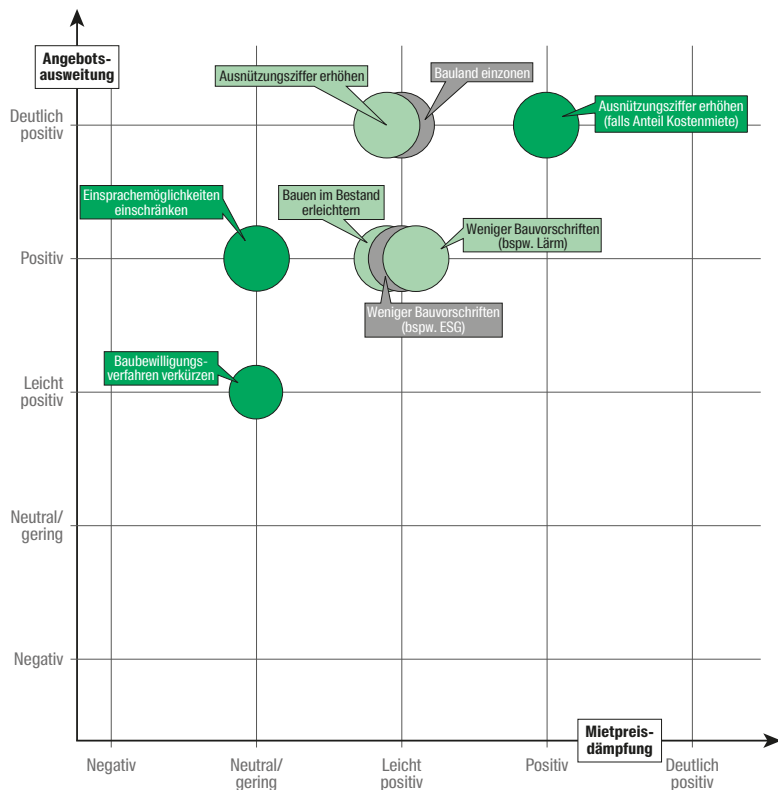 Angebots-
ausweitung
Ausnützungsziffer erhöhen
Bauland einzonen
Deutlich
positiv
Ausnützungsziffer erhöhen
(falls Anteil Kostenmiete)
Einsprachemöglichkeiten
einschränken
Bauen im Bestand
erleichtern
Weniger Bauvorschriften
(bspw. Lärm)
Positiv
Weniger Bauvorschriften
(bspw. ESG)
Baubewilligungs-
verfahren verkürzen
Leicht
positiv
Neutral/
gering
Negativ
Mietpreis-
dämpfung
Negativ
Neutral/
gering
Leicht
positiv
Positiv
Deutlich
positiv